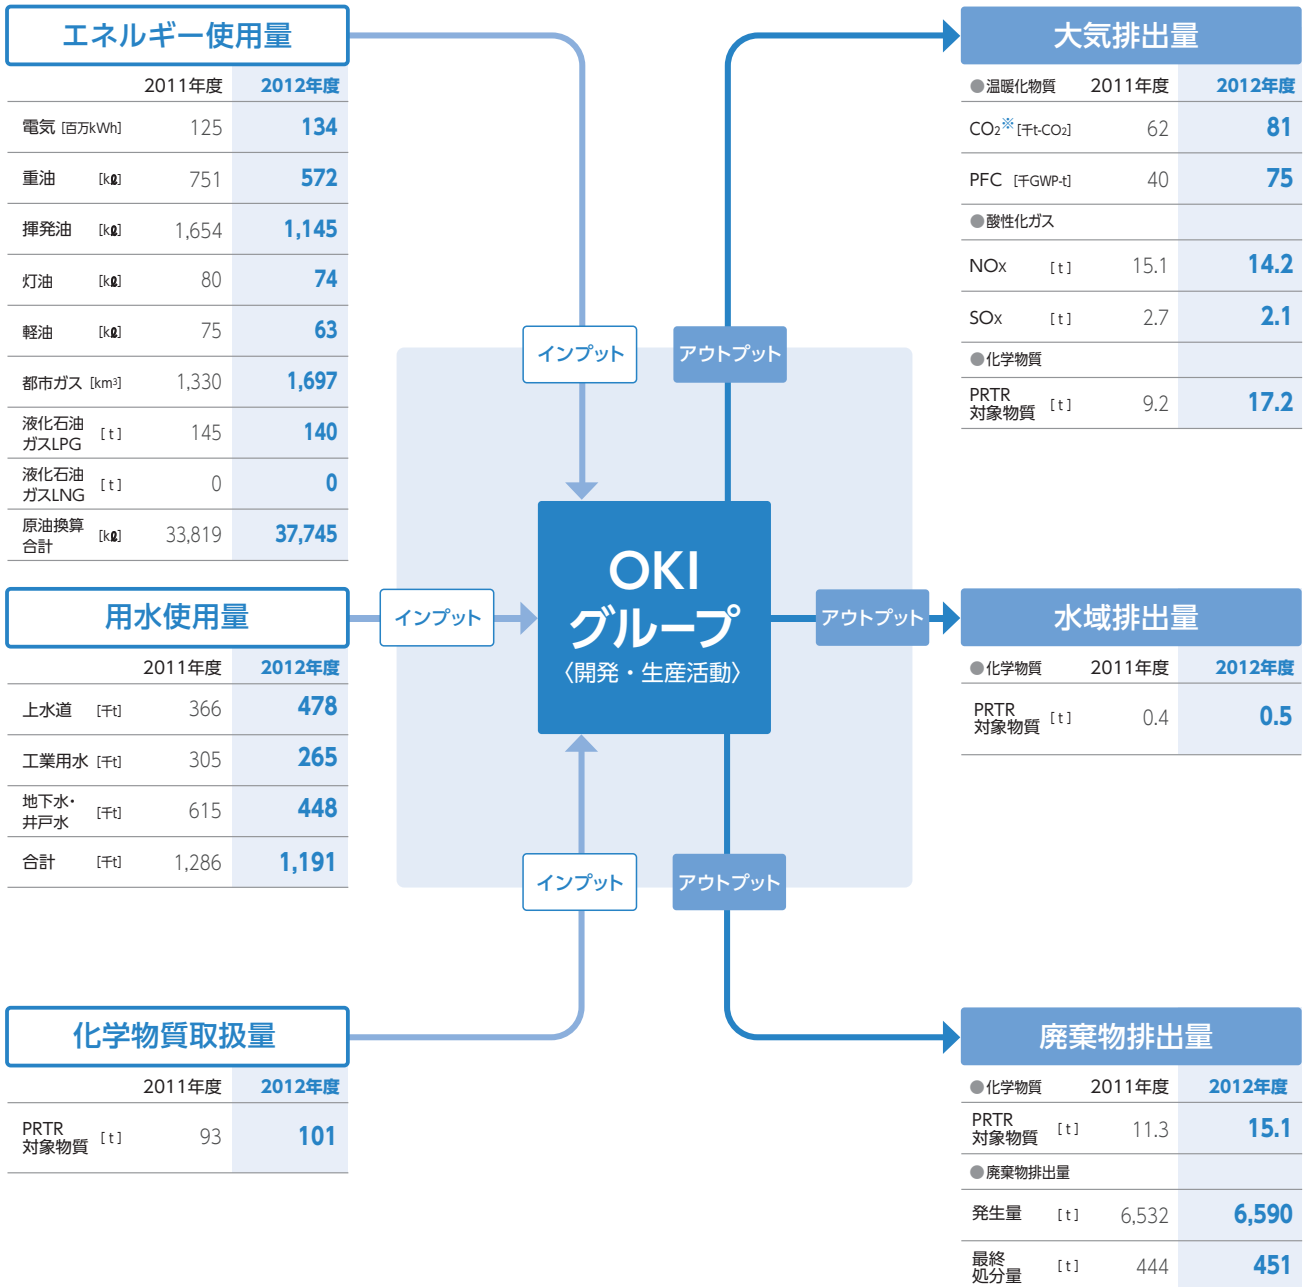 エネルギー使用量
2011年度 2012年度
電気 [百万kWh] 125 134
重油 [kℓ] 751 572
揮発油 [kℓ] 1,654 1,145
灯油 [kℓ] 80 74
軽油 [kℓ] 75 63
都市ガス [km³] 1,330 1,697
液化石油
ガスLPG [t] 145 140
液化石油
ガスLNG [t] 0 0
原油換算
合計 [kℓ] 33,819 37,745
用水使用量
2011年度 2012年度
上水道 [千t] 366 478
工業用水 [千t] 305 265
地下水・
井戸水 [千t] 615 448
合計 [千t] 1,286 1,191
化学物質取扱量
2011年度 2012年度
PRTR
対象物質 [t] 93 101
インプット
インプット
インプット
OKI
グループ
〈開発・生産活動〉
アウトプット
アウトプット
アウトプット
大気排出量
●温暖化物質 2011年度 2012年度
CO₂※ [千t-CO₂] 62 81
PFC [千GWP-t] 40 75
●酸性化ガス
NOx [t] 15.1 14.2
SOx [t] 2.7 2.1
●化学物質
PRTR
対象物質 [t] 9.2 17.2
水域排出量
●化学物質 2011年度 2012年度
PRTR
対象物質 [t] 0.4 0.5
廃棄物排出量
●化学物質 2011年度 2012年度
PRTR
対象物質 [t] 11.3 15.1
●廃棄物排出量
発生量 [t] 6,532 6,590
最終
処分量 [t] 444 451